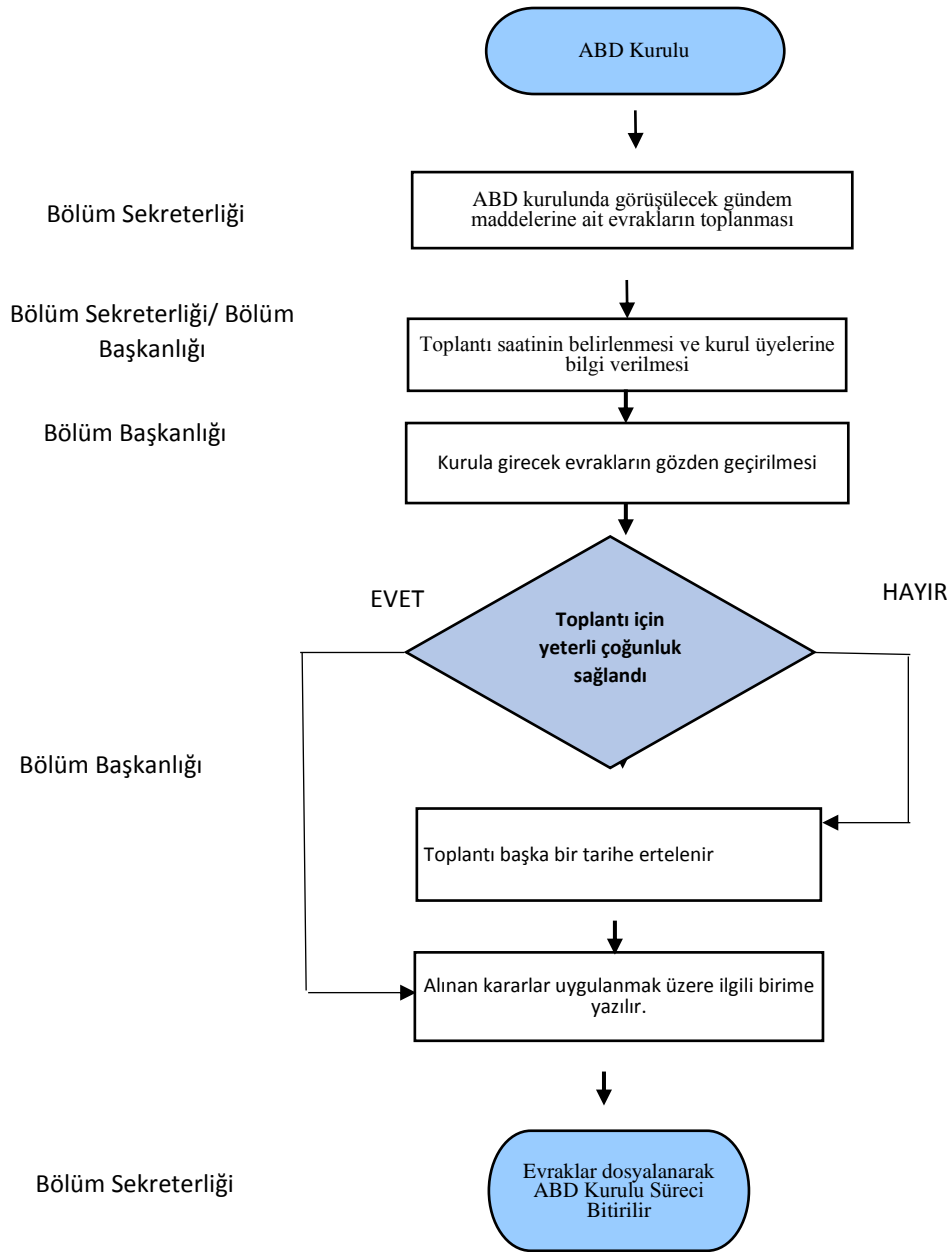 ABD Kurulu
Bölüm Sekreterliği
ABD kurulunda görüşülecek gündem
maddelerine ait evrakların toplanması
Bölüm Sekreterliği/ Bölüm
Başkanlığı
Toplantı saatinin belirlenmesi ve kurul üyelerine
bilgi verilmesi
Bölüm Başkanlığı
Kurula girecek evrakların gözden geçirilmesi
EVET
HAYIR
Toplantı için
yeterli çoğunluk
sağlandı
Bölüm Başkanlığı
Toplantı başka bir tarihe ertelenir
Alınan kararlar uygulanmak üzere ilgili birime
yazılır.
Bölüm Sekreterliği
Evraklar dosyalanarak
ABD Kurulu Süreci
Bitirilir